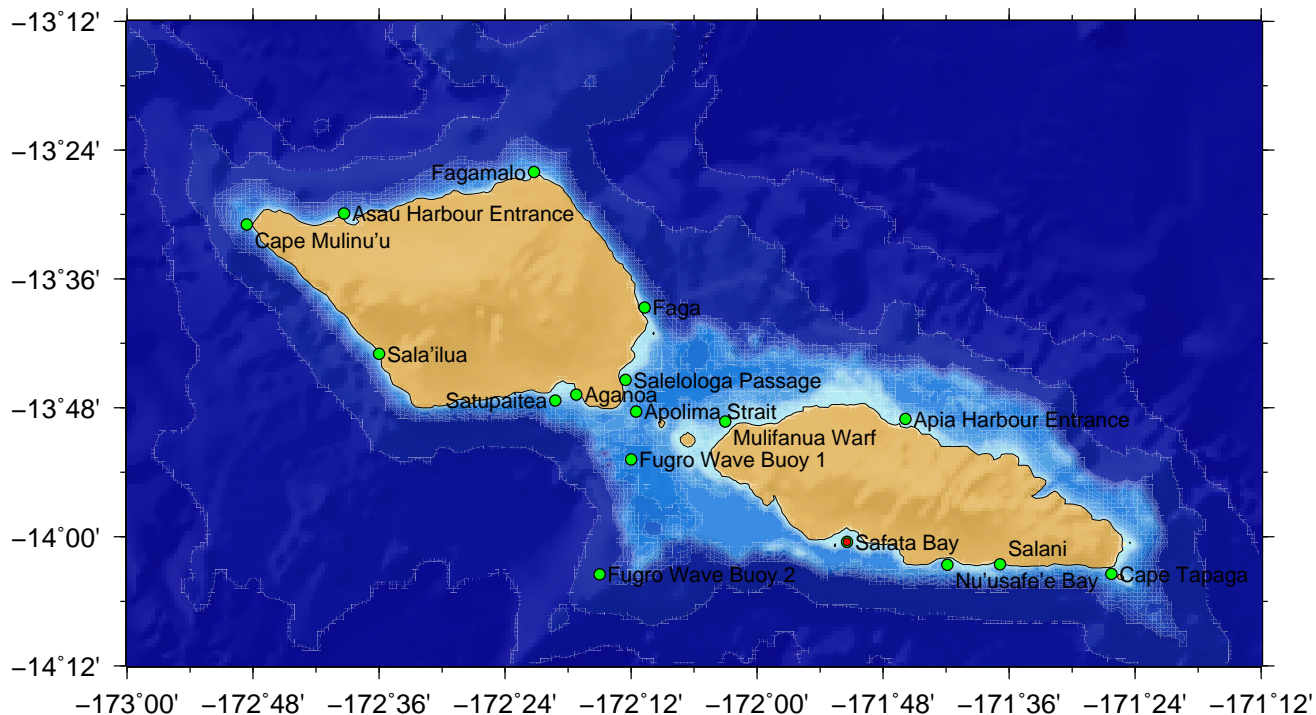 −13˚12'
−13˚24'
−13˚36'
−13˚48'
−14˚00'
−14˚12'
Fagamalo
Asau Harbour Entrance
Cape Mulinu'u
Faga
Sala'ilua
Salelologa Passage
Satupaitea
Aganoa
Apolima Strait
Apia Harbour Entrance
Mulifanua Warf
Fugro Wave Buoy 1
Safata Bay
Salani
Fugro Wave Buoy 2
Nu'usafe'e Bay
Cape Tapaga
−173˚00' −172˚48' −172˚36' −172˚24' −172˚12' −172˚00' −171˚48' −171˚36' −171˚24' −171˚12'